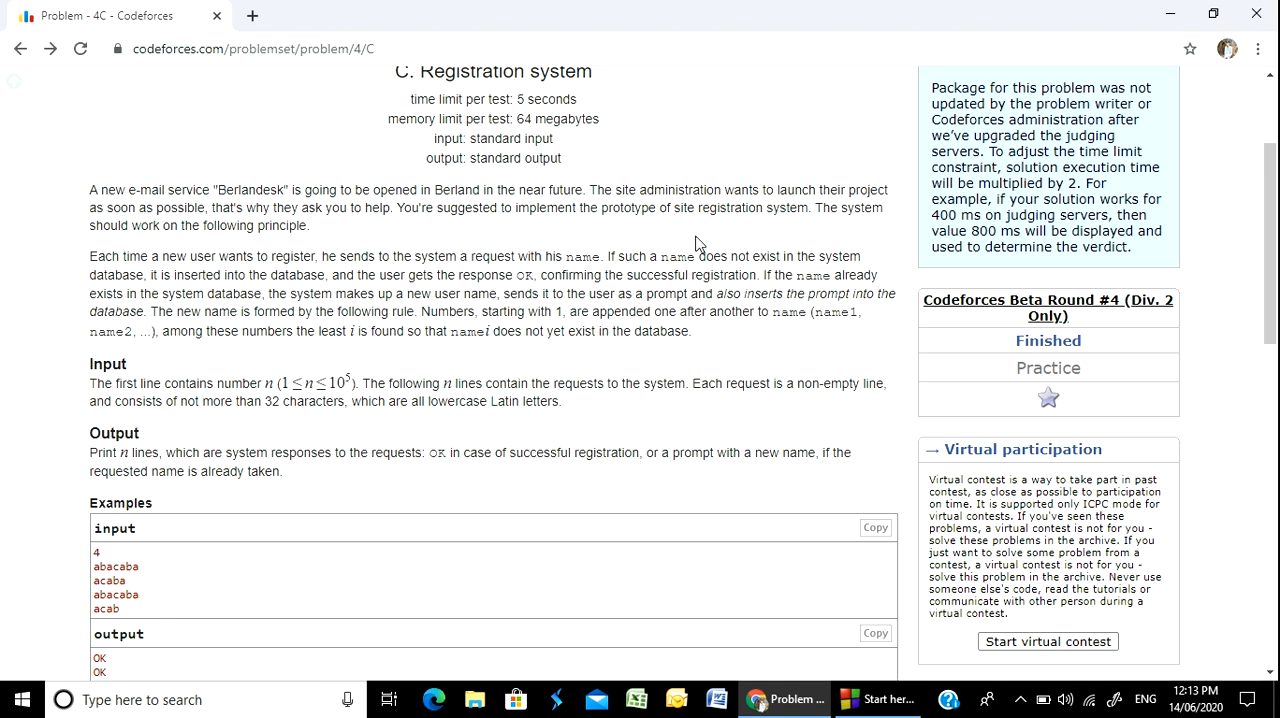 Problem - 4C - Codeforces
codeforces.com/problemset/problem/4/C
C. Registration system
time limit per test: 5 seconds
memory limit per test: 64 megabytes
input: standard input
output: standard output
A new e-mail service "Berlandesk" is going to be opened in Berland in the near future. The site administration wants to launch their project
as soon as possible, that's why they ask you to help. You're suggested to implement the prototype of site registration system. The system
should work on the following principle.
Each time a new user wants to register, he sends to the system a request with his name. If such a name does not exist in the system
database, it is inserted into the database, and the user gets the response OK, confirming the successful registration. If the name already
exists in the system database, the system makes up a new user name, sends it to the user as a prompt and also inserts the prompt into the
database. The new name is formed by the following rule. Numbers, starting with 1, are appended one after another to name (name1,
name2, ...), among these numbers the least i is found so that namei does not yet exist in the database.
Input
The first line contains number n (1 ≤ n ≤ 10⁵). The following n lines contain the requests to the system. Each request is a non-empty line,
and consists of not more than 32 characters, which are all lowercase Latin letters.
Output
Print n lines, which are system responses to the requests: OK in case of successful registration, or a prompt with a new name, if the
requested name is already taken.
Examples
input
Copy
4
abacaba
acaba
abacaba
acab
output
Copy
OK
OK
Package for this problem was not
updated by the problem writer or
Codeforces administration after
we've upgraded the judging
servers. To adjust the time limit
constraint, solution execution time
will be multiplied by 2. For
example, if your solution works for
400 ms on judging servers, then
value 800 ms will be displayed and
used to determine the verdict.
Codeforces Beta Round #4 (Div. 2
Only)
Finished
Practice
→ Virtual participation
Virtual contest is a way to take part in past
contest, as close as possible to participation
on time. It is supported only ICPC mode for
virtual contests. If you've seen these
problems, a virtual contest is not for you -
solve these problems in the archive. If you
just want to solve some problem from a
contest, a virtual contest is not for you -
solve this problem in the archive. Never use
someone else's code, read the tutorials or
communicate with other person during a
virtual contest.
Start virtual contest
Type here to search
Problem ...
Start her...
ENG
12:13 PM
14/06/2020